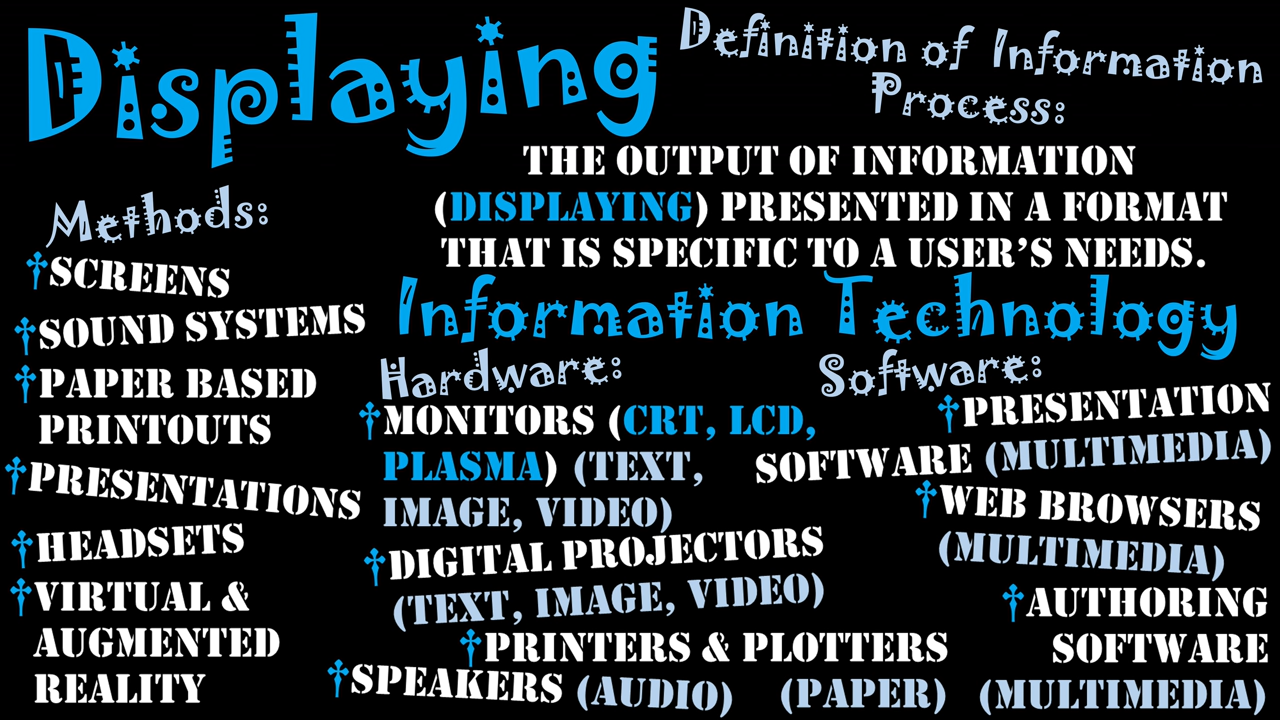 Displaying
Definition of Information
Process:
THE OUTPUT OF INFORMATION
(DISPLAYING) PRESENTED IN A FORMAT
THAT IS SPECIFIC TO A USER'S NEEDS.
Methods:
†SCREENS
†SOUND SYSTEMS
†PAPER BASED
PRINTOUTS
†PRESENTATIONS
†HEADSETS
†VIRTUAL &
AUGMENTED
REALITY
Information Technology
Hardware:
†MONITORS (CRT, LCD,
PLASMA) (TEXT,
IMAGE, VIDEO)
†DIGITAL PROJECTORS
(TEXT, IMAGE, VIDEO)
†PRINTERS & PLOTTERS
(PAPER)
†SPEAKERS (AUDIO)
Software:
†PRESENTATION
SOFTWARE (MULTIMEDIA)
†WEB BROWSERS
(MULTIMEDIA)
†AUTHORING
SOFTWARE
(MULTIMEDIA)